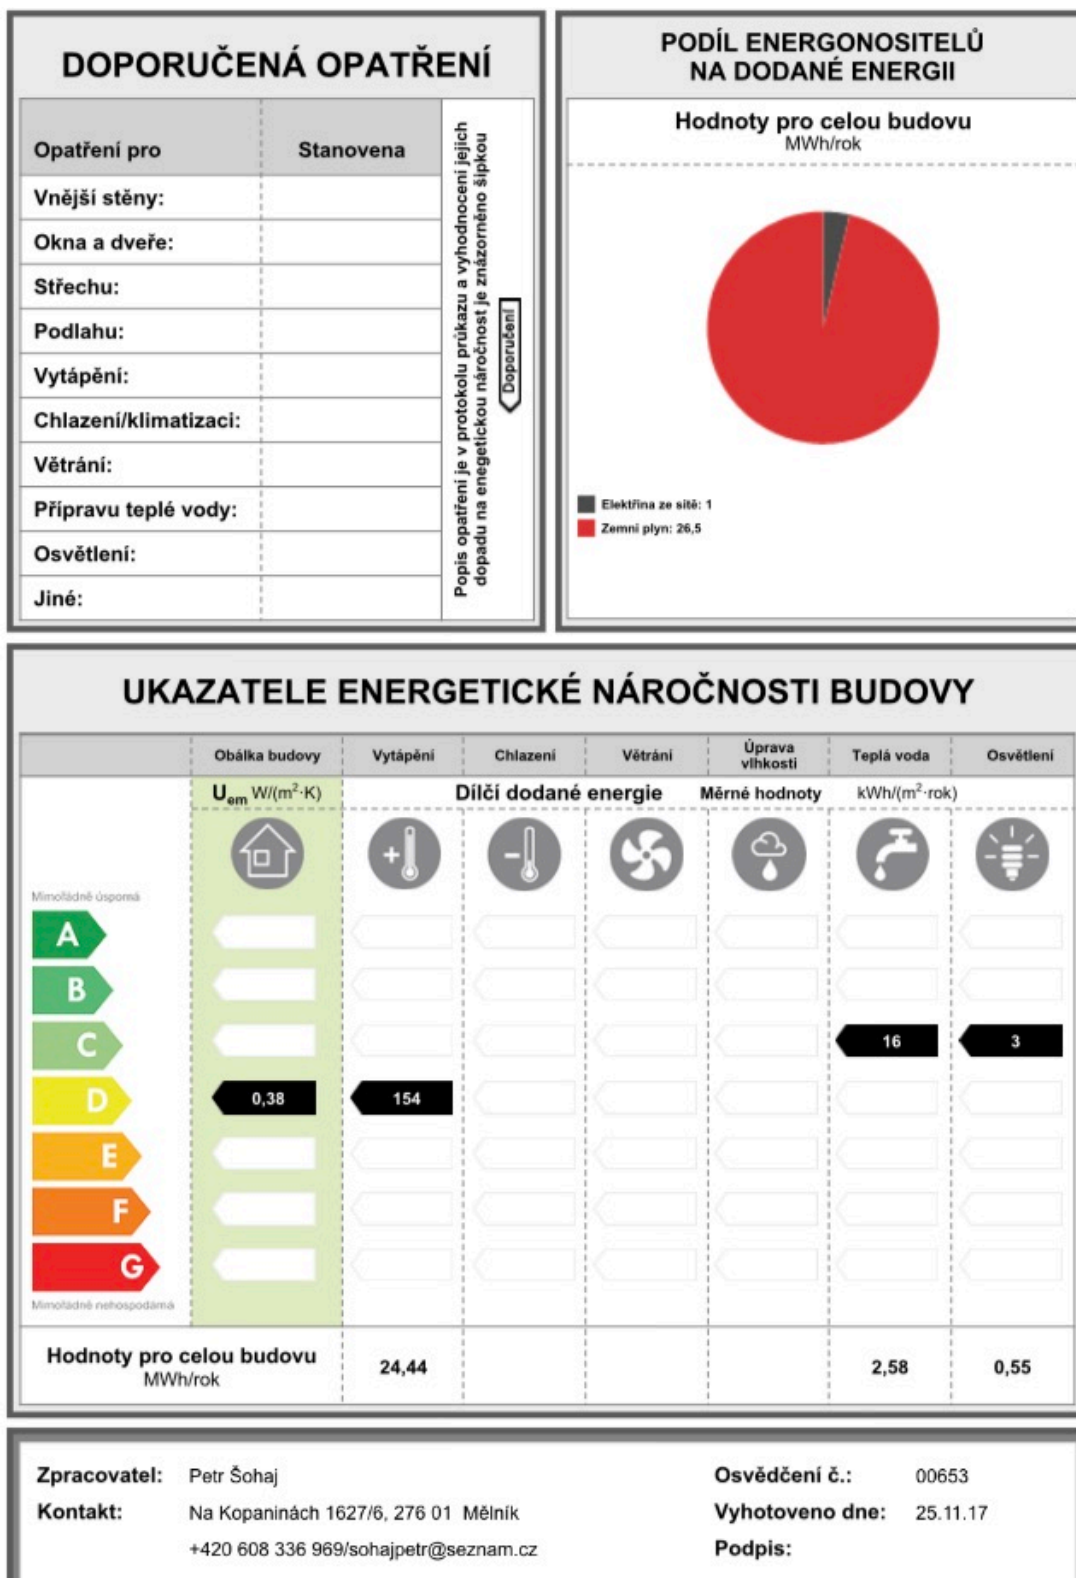 DOPORUČENÁ OPATŘENÍ
Opatření pro
Stanovena
Vnější stěny:
Okna a dveře:
Střechu:
Podlahu:
Vytápění:
Chlazení/klimatizaci:
Větrání:
Přípravu teplé vody:
Osvětlení:
Jiné:
Popis opatření je v protokolu průkazu a vyhodnocení jejich
dopadu na enegetickou náročnost je znázorněno šipkou
Doporučení
PODÍL ENERGONOSITELŮ
NA DODANÉ ENERGII
Hodnoty pro celou budovu
MWh/rok
Elektřina ze sítě: 1
Zemní plyn: 26,5
UKAZATELE ENERGETICKÉ NÁROČNOSTI BUDOVY
Obálka budovy
Vytápění
Chlazení
Větrání
Úprava
vlhkosti
Teplá voda
Osvětlení
Uem W/(m²·K)
Dílčí dodané energie
Měrné hodnoty
kWh/(m²·rok)
Mimořádně úsporná
A
B
C
16
3
D
0,38
154
E
F
G
Mimořádně nehospodárná
Hodnoty pro celou budovu
MWh/rok
24,44
2,58
0,55
Zpracovatel: Petr Šohaj
Osvědčení č.: 00653
Kontakt: Na Kopaninách 1627/6, 276 01 Mělník
Vyhotoveno dne: 25.11.17
+420 608 336 969/sohajpetr@seznam.cz
Podpis: